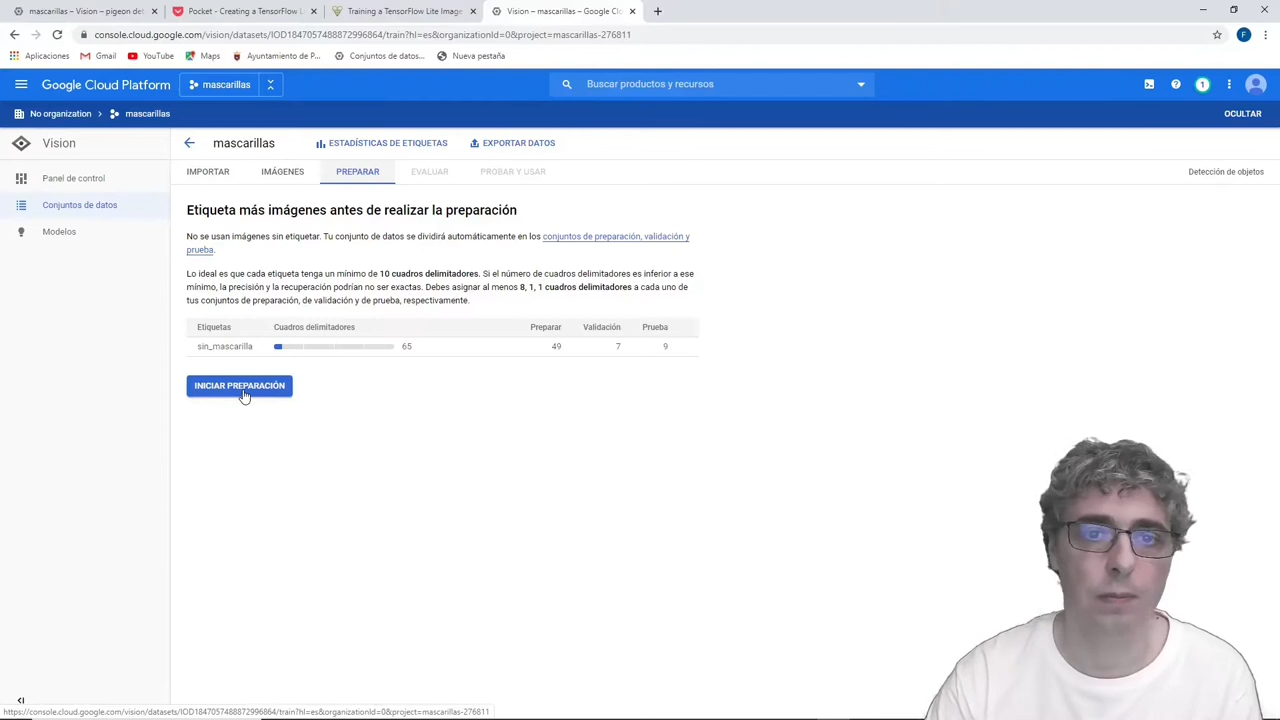 mascarillas – Vision – pigeon det
Pocket - Creating a TensorFlow Li
Training a TensorFlow Lite Image
Vision – mascarillas – Google Clo
console.cloud.google.com/vision/datasets/IOD1847057488872996864/train?hl=es&organizationId=0&project=mascarillas-276811
F
Aplicaciones
Gmail
YouTube
Maps
Ayuntamiento de P...
Conjuntos de datos...
Nueva pestaña
Google Cloud Platform
mascarillas
Buscar productos y recursos
1
No organization
mascarillas
OCULTAR
Vision
mascarillas
ESTADÍSTICAS DE ETIQUETAS
EXPORTAR DATOS
Panel de control
Conjuntos de datos
Modelos
IMPORTAR
IMÁGENES
PREPARAR
EVALUAR
PROBAR Y USAR
Detección de objetos
Etiqueta más imágenes antes de realizar la preparación
No se usan imágenes sin etiquetar. Tu conjunto de datos se dividirá automáticamente en los conjuntos de preparación, validación y
prueba.
Lo ideal es que cada etiqueta tenga un mínimo de 10 cuadros delimitadores. Si el número de cuadros delimitadores es inferior a ese
mínimo, la precisión y la recuperación podrían no ser exactas. Debes asignar al menos 8, 1, 1 cuadros delimitadores a cada uno de
tus conjuntos de preparación, de validación y de prueba, respectivamente.
Etiquetas Cuadros delimitadores Preparar Validación Prueba
sin_mascarilla 65 49 7 9
INICIAR PREPARACIÓN
https://console.cloud.google.com/vision/datasets/IOD1847057488872996864/train?hl=es&organizationId=0&project=mascarillas-276811